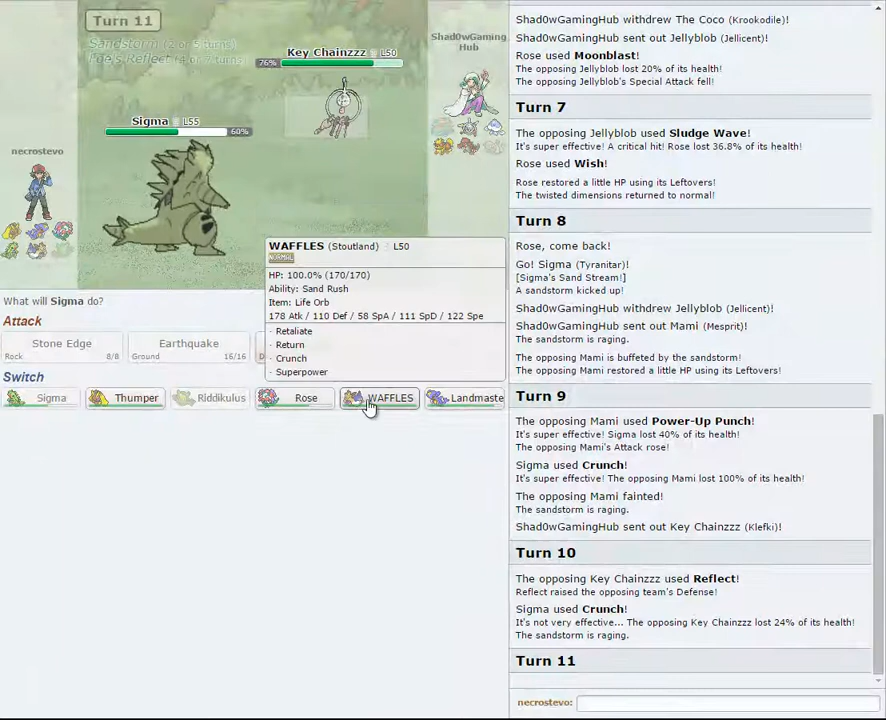 Turn 11
Sandstorm (2 or 5 turns)
Foe's Reflect (4 or 7 turns)
Key Chainzzz L50
76%
Shad0wGaming
Hub
Sigma L55
60%
necrostevo
WAFFLES (Stoutland) L50
NORMAL
HP: 100.0% (170/170)
Ability: Sand Rush
Item: Life Orb
178 Atk / 110 Def / 58 SpA / 111 SpD / 122 Spe
· Retaliate
· Return
· Crunch
· Superpower
What will Sigma do?
Attack
Stone Edge
Rock 8/8
Earthquake
Ground 16/16
Switch
Sigma
Thumper
Riddikulus
Rose
WAFFLES
Landmaste
Shad0wGamingHub withdrew The Coco (Krookodile)!
Shad0wGamingHub sent out Jellyblob (Jellicent)!
Rose used Moonblast!
The opposing Jellyblob lost 20% of its health!
The opposing Jellyblob's Special Attack fell!
Turn 7
The opposing Jellyblob used Sludge Wave!
It's super effective! A critical hit! Rose lost 36.8% of its health!
Rose used Wish!
Rose restored a little HP using its Leftovers!
The twisted dimensions returned to normal!
Turn 8
Rose, come back!
Go! Sigma (Tyranitar)!
[Sigma's Sand Stream!]
A sandstorm kicked up!
Shad0wGamingHub withdrew Jellyblob (Jellicent)!
Shad0wGamingHub sent out Mami (Mesprit)!
The sandstorm is raging.
The opposing Mami is buffeted by the sandstorm!
The opposing Mami restored a little HP using its Leftovers!
Turn 9
The opposing Mami used Power-Up Punch!
It's super effective! Sigma lost 40% of its health!
The opposing Mami's Attack rose!
Sigma used Crunch!
It's super effective! The opposing Mami lost 100% of its health!
The opposing Mami fainted!
The sandstorm is raging.
Shad0wGamingHub sent out Key Chainzzz (Klefki)!
Turn 10
The opposing Key Chainzzz used Reflect!
Reflect raised the opposing team's Defense!
Sigma used Crunch!
It's not very effective... The opposing Key Chainzzz lost 24% of its health!
The sandstorm is raging.
Turn 11
necrostevo: